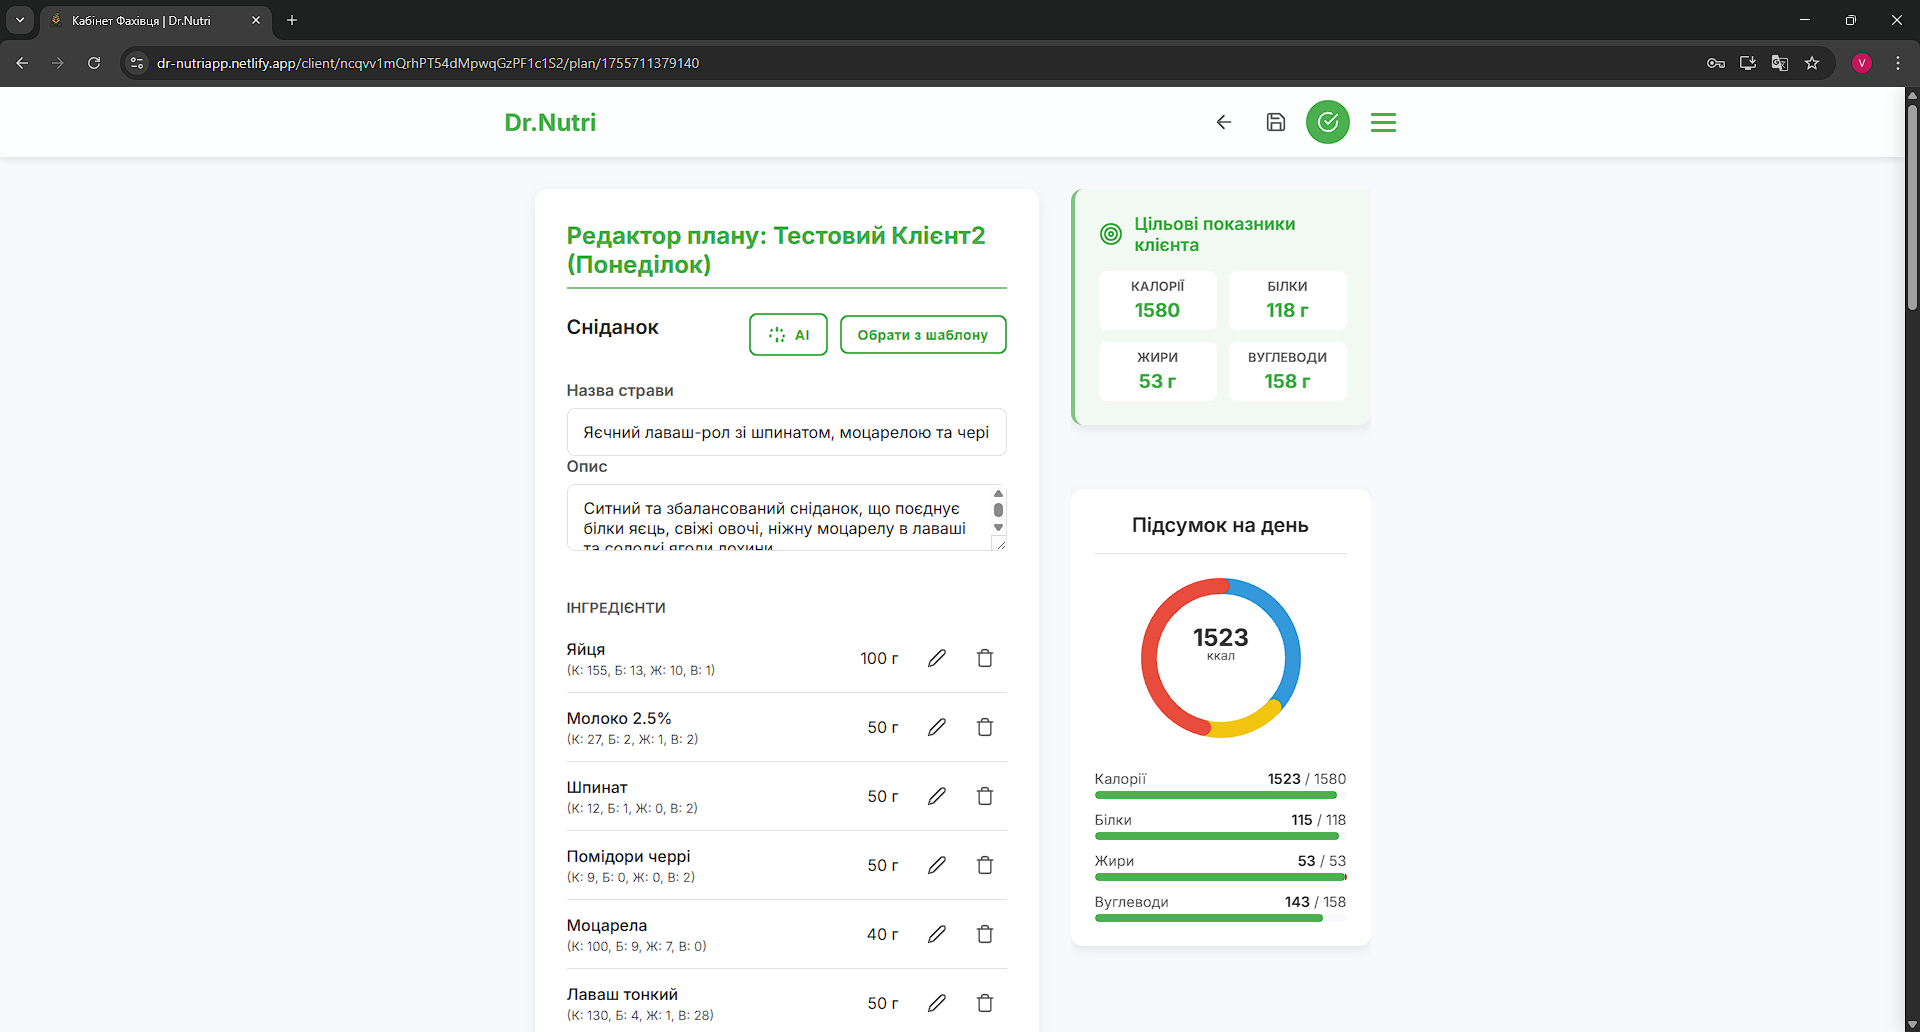 Кабінет Фахівця | Dr.Nutri
dr-nutriapp.netlify.app/client/ncqvv1mQrhPT54dMpwqGzPF1c1S2/plan/1755711379140
V
Dr.Nutri
Редактор плану: Тестовий Клієнт2
(Понеділок)
Сніданок
AI
Обрати з шаблону
Назва страви
Яєчний лаваш-рол зі шпинатом, моцарелою та чері
Опис
Ситний та збалансований сніданок, що поєднує
білки яєць, свіжі овочі, ніжну моцарелу в лаваші
та солодкі ягоди лохини
ІНГРЕДІЄНТИ
Яйця
100 г
(К: 155, Б: 13, Ж: 10, В: 1)
Молоко 2.5%
50 г
(К: 27, Б: 2, Ж: 1, В: 2)
Шпинат
50 г
(К: 12, Б: 1, Ж: 0, В: 2)
Помідори черрі
50 г
(К: 9, Б: 0, Ж: 0, В: 2)
Моцарела
40 г
(К: 100, Б: 9, Ж: 7, В: 0)
Лаваш тонкий
50 г
(К: 130, Б: 4, Ж: 1, В: 28)
Цільові показники
клієнта
КАЛОРІЇ
1580
БІЛКИ
118 г
ЖИРИ
53 г
ВУГЛЕВОДИ
158 г
Підсумок на день
1523
ккал
Калорії 1523 / 1580
Білки 115 / 118
Жири 53 / 53
Вуглеводи 143 / 158